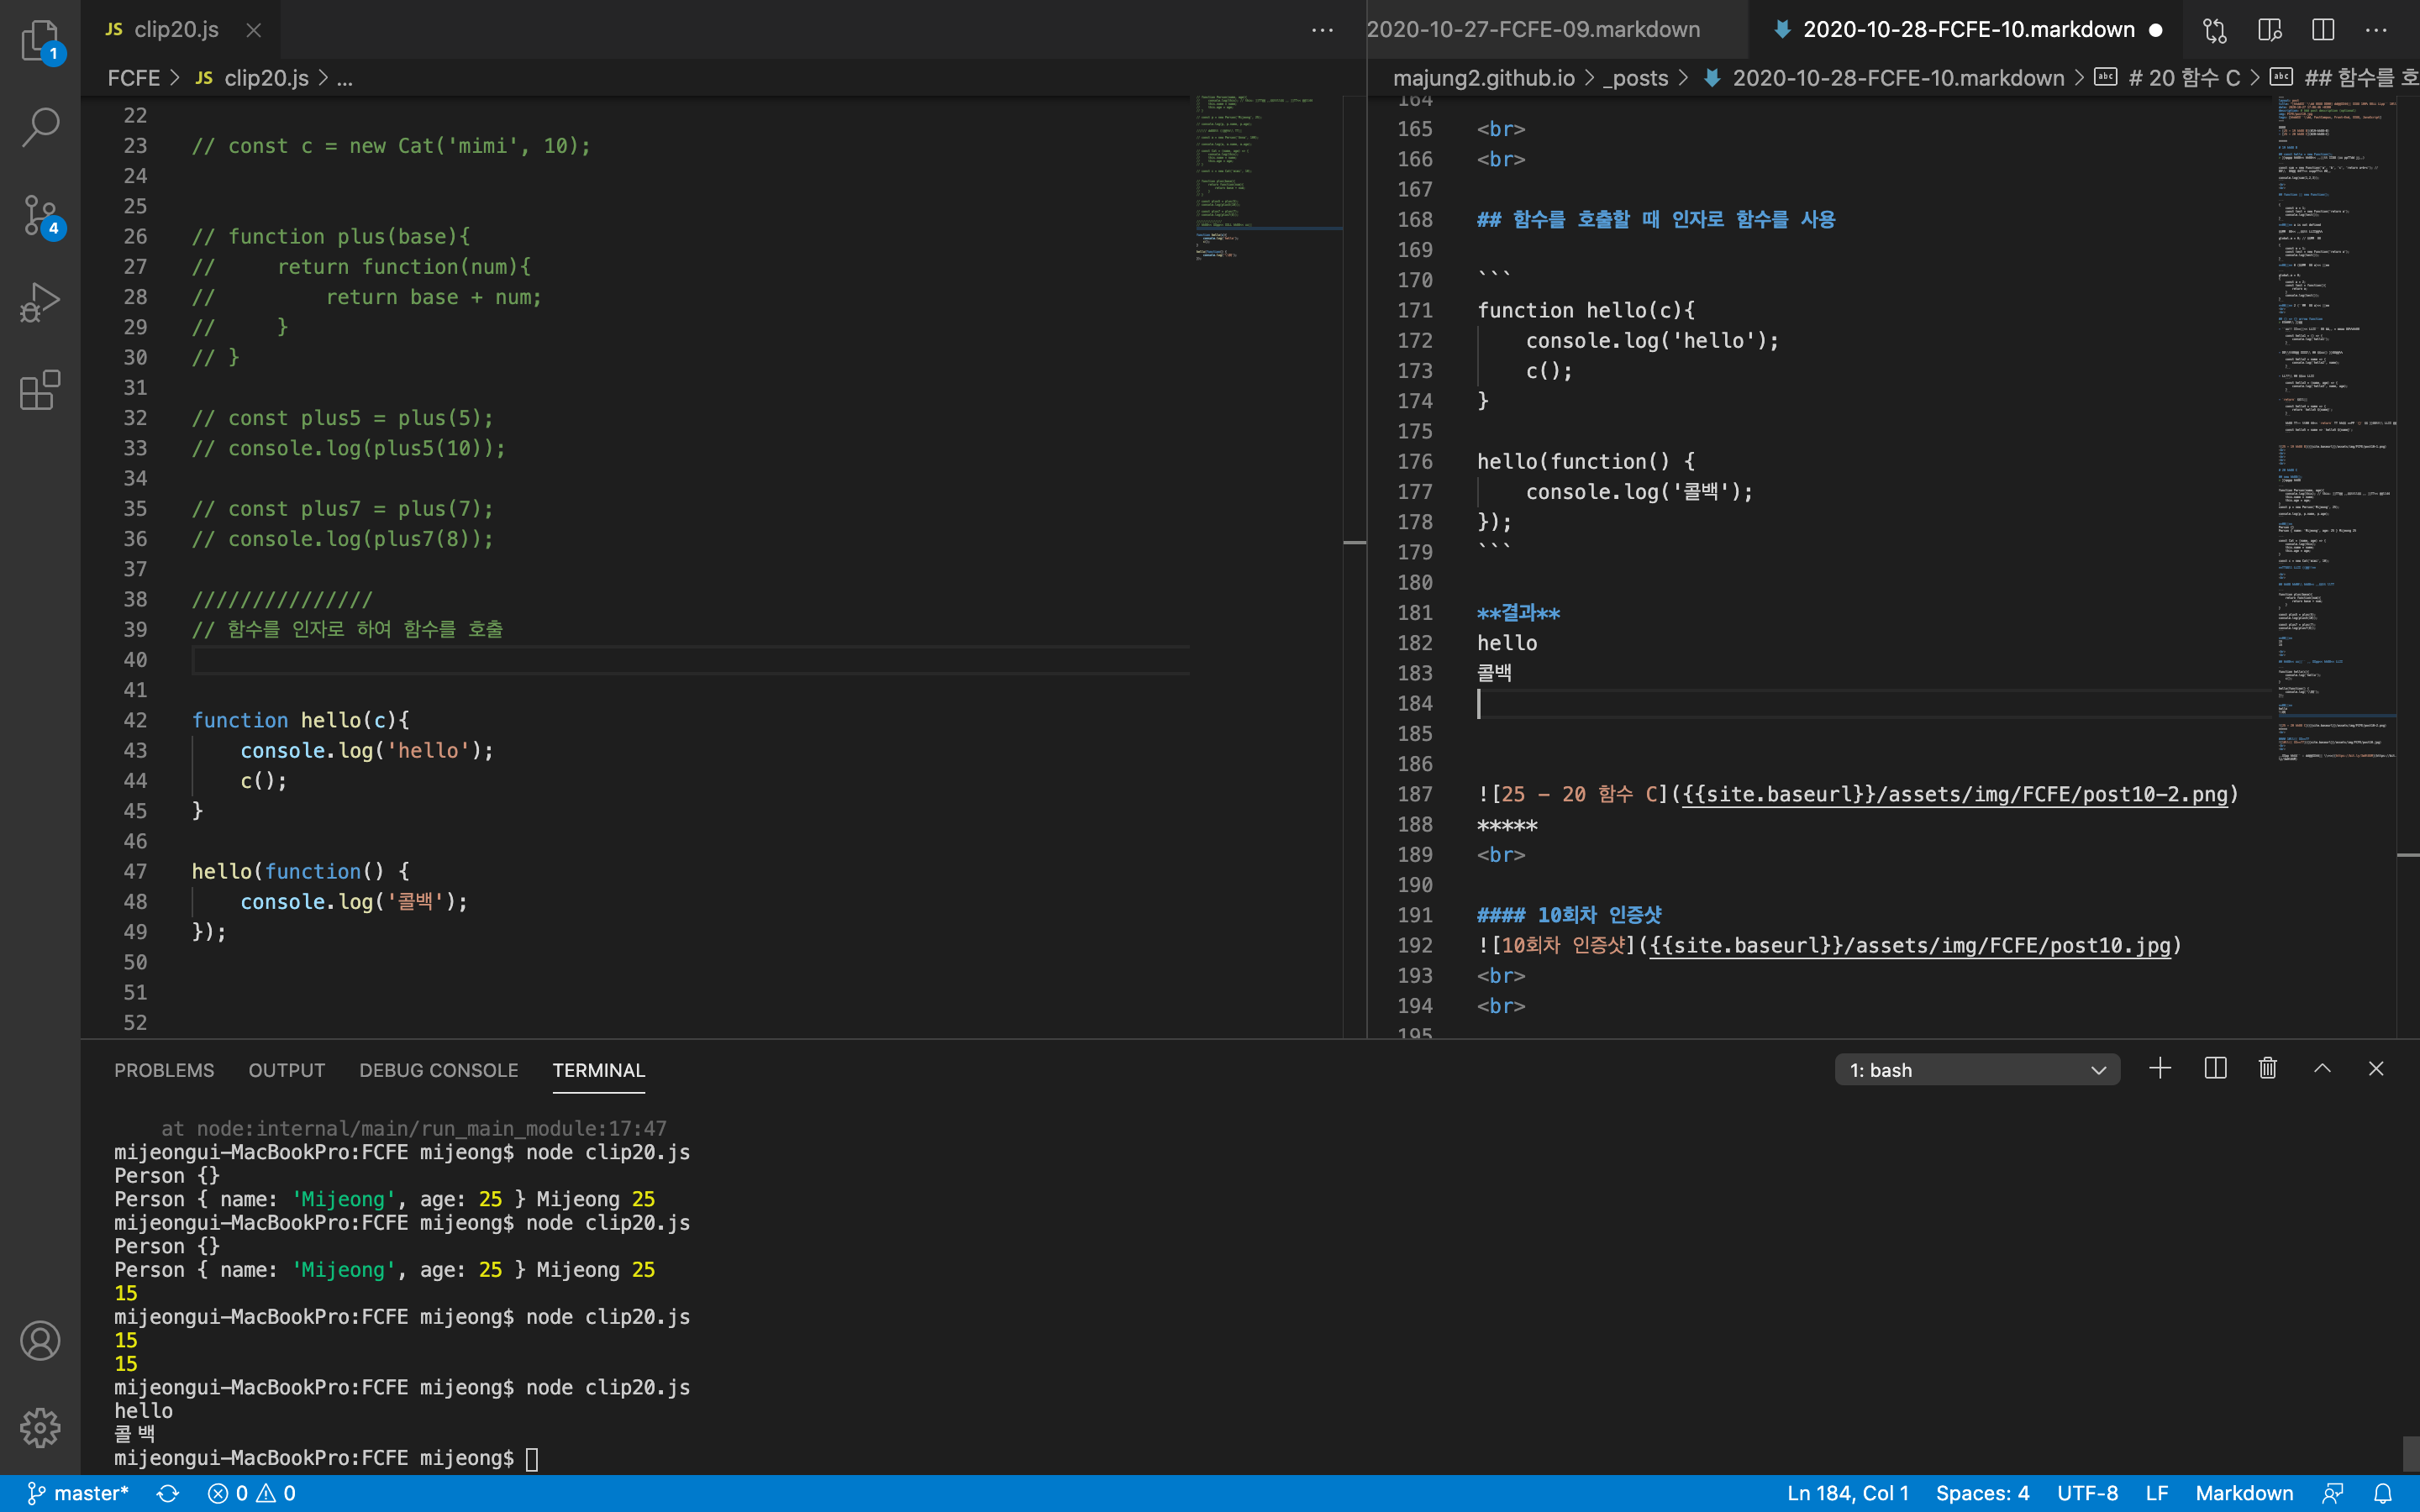 JS clip20.js
2020-10-27-FCFE-09.markdown
2020-10-28-FCFE-10.markdown
1
4
FCFE > JS clip20.js > ...
22
23 // const c = new Cat('mimi', 10);
24
25
26 // function plus(base){
27 //     return function(num){
28 //         return base + num;
29 //     }
30 // }
31
32 // const plus5 = plus(5);
33 // console.log(plus5(10));
34
35 // const plus7 = plus(7);
36 // console.log(plus7(8));
37
38 ///////////////
39 // 함수를 인자로 하여 함수를 호출
40
41
42 function hello(c){
43     console.log('hello');
44     c();
45 }
46
47 hello(function() {
48     console.log('콜백');
49 });
50
51
52
majung2.github.io > _posts > 2020-10-28-FCFE-10.markdown > # 20 함수 C > ## 함수를 호
164
165 <br>
166 <br>
167
168 ## 함수를 호출할 때 인자로 함수를 사용
169
170 ```
171 function hello(c){
172     console.log('hello');
173     c();
174 }
175
176 hello(function() {
177     console.log('콜백');
178 });
179 ```
180
181 **결과**
182 hello
183 콜백
184
185
186
187 ![25 - 20 함수 C]({{site.baseurl}}/assets/img/FCFE/post10-2.png)
188 *****
189 <br>
190
191 #### 10회차 인증샷
192 ![10회차 인증샷]({{site.baseurl}}/assets/img/FCFE/post10.jpg)
193 <br>
194 <br>
195
PROBLEMS OUTPUT DEBUG CONSOLE TERMINAL
1: bash
    at node:internal/main/run_main_module:17:47
mijeongui-MacBookPro:FCFE mijeong$ node clip20.js
Person {}
Person { name: 'Mijeong', age: 25 } Mijeong 25
mijeongui-MacBookPro:FCFE mijeong$ node clip20.js
Person {}
Person { name: 'Mijeong', age: 25 } Mijeong 25
15
mijeongui-MacBookPro:FCFE mijeong$ node clip20.js
15
15
mijeongui-MacBookPro:FCFE mijeong$ node clip20.js
hello
콜백
mijeongui-MacBookPro:FCFE mijeong$
master* 0 0 Ln 184, Col 1 Spaces: 4 UTF-8 LF Markdown